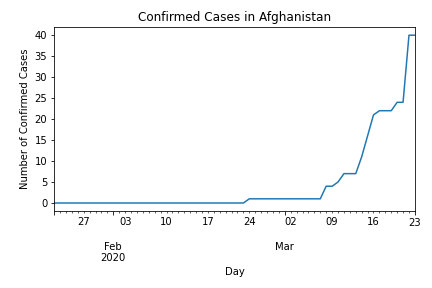 Confirmed Cases in Afghanistan
40
35
30
25
20
15
10
5
0
Number of Confirmed Cases
27 03 10 17 24 02 09 16 23
Feb Mar
2020
Day